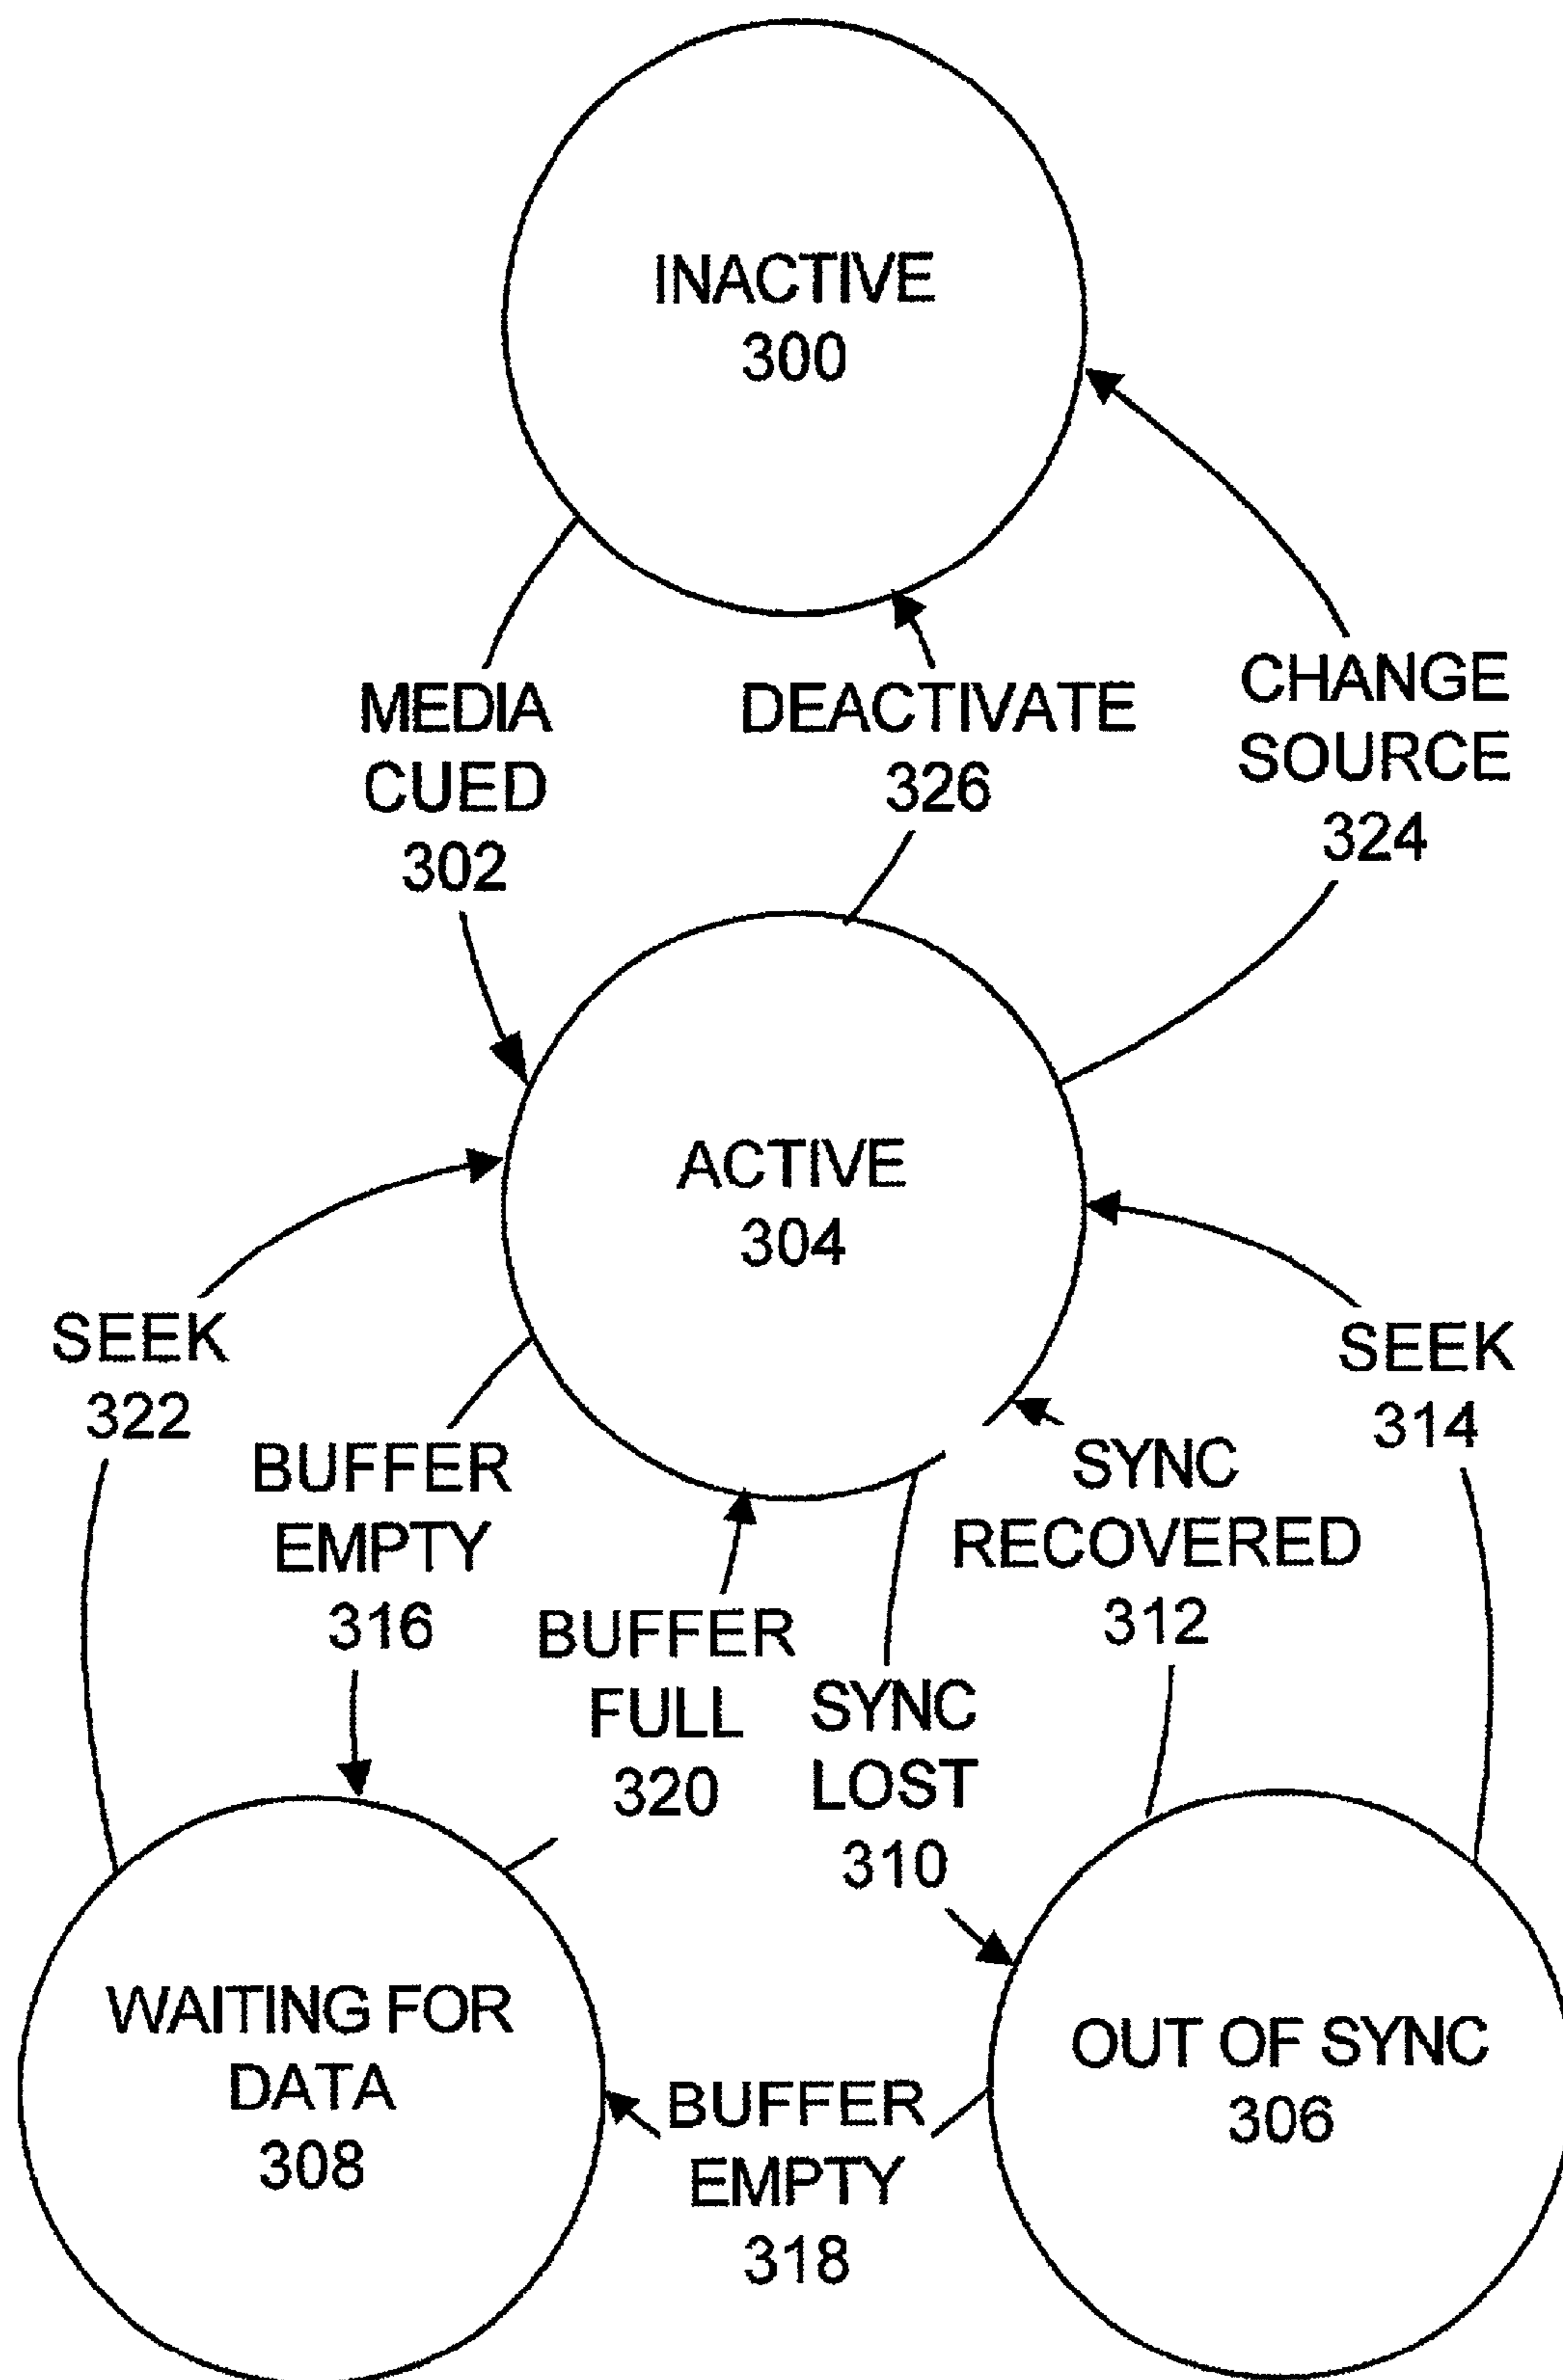 INACTIVE
300
MEDIA
CUED
302
DEACTIVATE
326
CHANGE
SOURCE
324
ACTIVE
304
SEEK
322
BUFFER
EMPTY
316
BUFFER
FULL
320
SYNC
LOST
310
SYNC
RECOVERED
312
SEEK
314
WAITING FOR
DATA
308
BUFFER
EMPTY
318
OUT OF SYNC
306